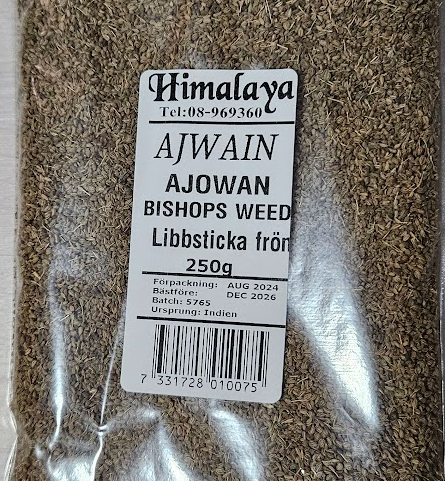 Himalaya
Tel:08-969360
AJWAIN
AJOWAN
BISHOPS WEED
Libbsticka frön
250g
Förpackning: AUG 2024
Bästföre: DEC 2026
Batch: 5765
Ursprung: Indien
7 331728 010075